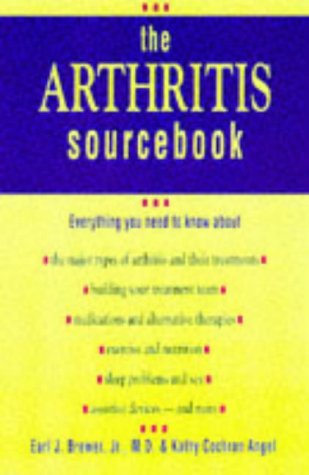 the
ARTHRITIS
sourcebook
Everything you need to know about
the major types of arthritis and their treatments
building your treatment team
medications and alternative therapies
exercise and nutrition
sleep problems and sex
assistive devices — and more
Earl J. Brewer, Jr., M.D. & Kathy Cochran Angel